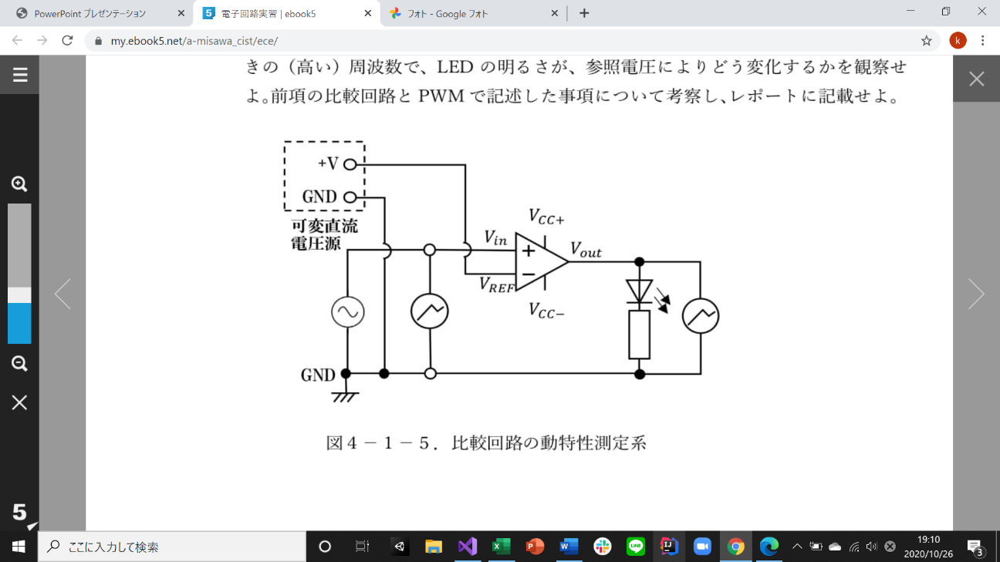 PowerPoint プレゼンテーション
5
電子回路実習 | ebook5
フォト - Google フォト
my.ebook5.net/a-misawa_cist/ece/
k
きの（高い）周波数で、LED の明るさが、参照電圧によりどう変化するかを観察せ
よ。前項の比較回路と PWM で記述した事項について考察し、レポートに記載せよ。
+V
GND
可変直流
電圧源
V_{CC+}
V_{in}
V_{out}
V_{REF}
V_{CC−}
GND
図４－１－５．比較回路の動特性測定系
5
ここに入力して検索
LINE
IJ
19:10
2020/10/26
3